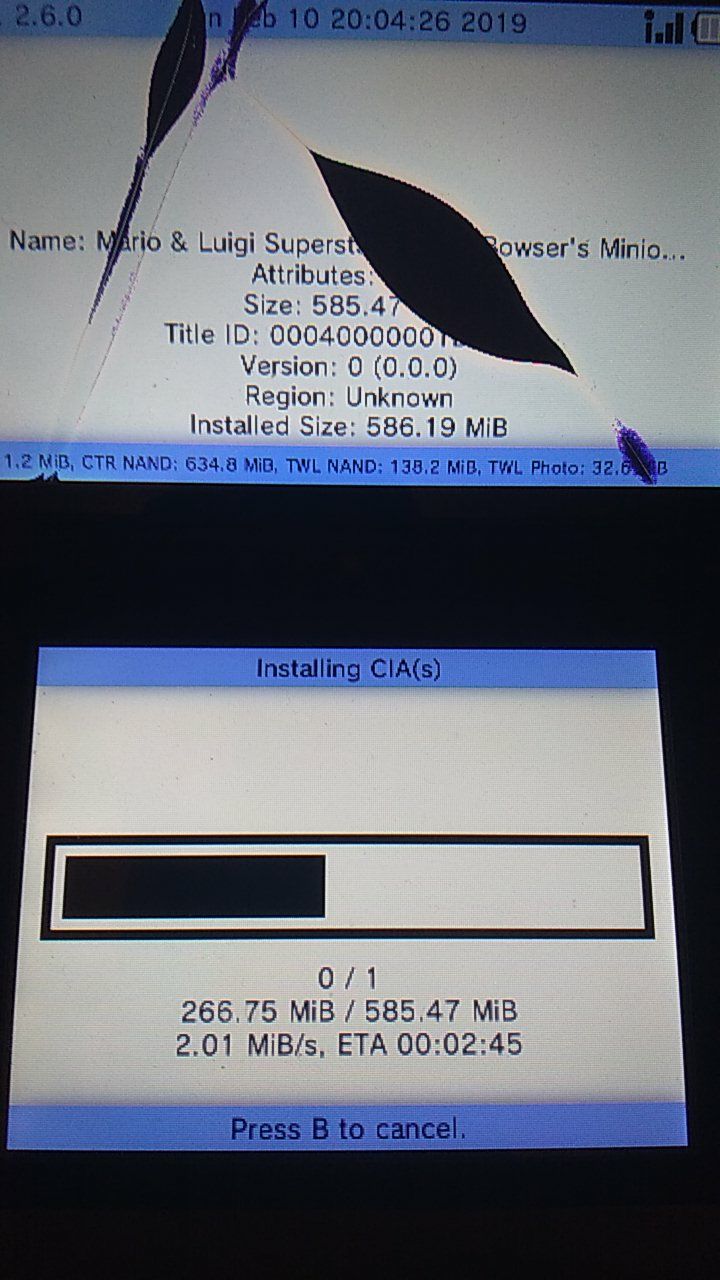 2.6.0 10 20:04:26 2019
Name: Mario & Luigi Superst Bowser's Minio...
Attributes:
Size: 585.47
Title ID: 000400000
Version: 0 (0.0.0)
Region: Unknown
Installed Size: 586.19 MiB
1.2 MiB, CTR NAND: 634.8 MiB, TWL NAND: 138.2 MiB, TWL Photo: 32.6
Installing CIA(s)
0 / 1
266.75 MiB / 585.47 MiB
2.01 MiB/s, ETA 00:02:45
Press B to cancel.